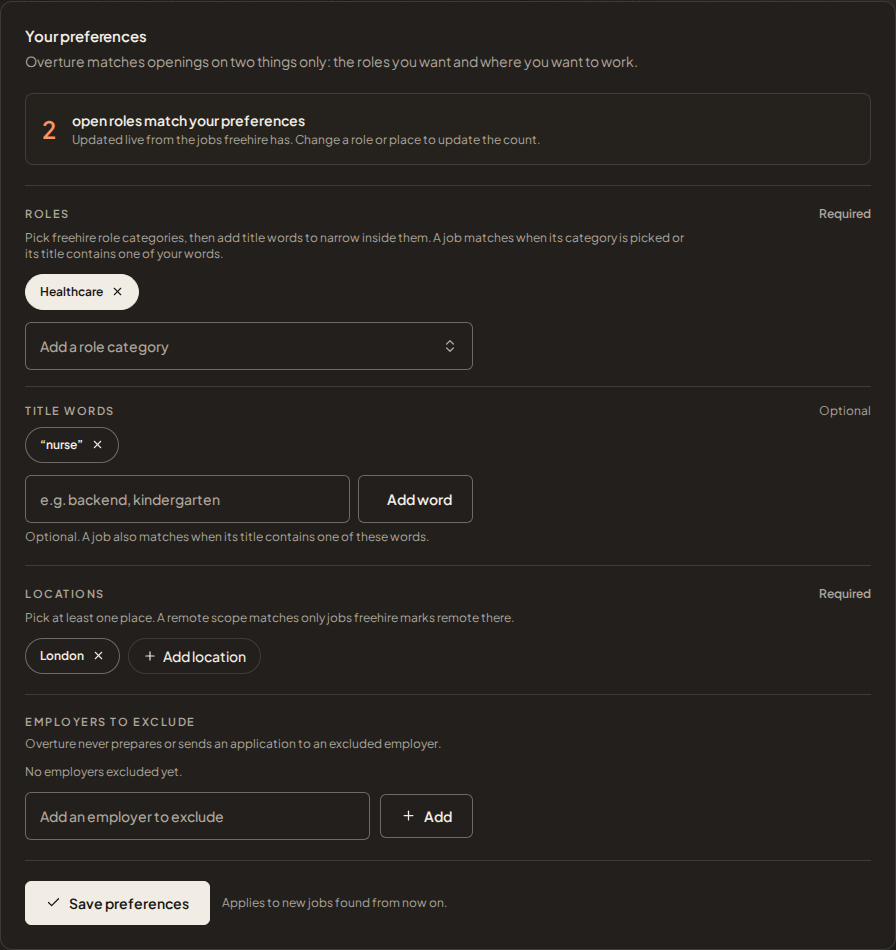 Your preferences
Overture matches openings on two things only: the roles you want and where you want to work.
2
open roles match your preferences
Updated live from the jobs freehire has. Change a role or place to update the count.
ROLES
Required
Pick freehire role categories, then add title words to narrow inside them. A job matches when its category is picked or
its title contains one of your words.
Healthcare ×
Add a role category
TITLE WORDS
Optional
“nurse” ×
e.g. backend, kindergarten
Add word
Optional. A job also matches when its title contains one of these words.
LOCATIONS
Required
Pick at least one place. A remote scope matches only jobs freehire marks remote there.
London ×
+ Add location
EMPLOYERS TO EXCLUDE
Overture never prepares or sends an application to an excluded employer.
No employers excluded yet.
Add an employer to exclude
+ Add
✓ Save preferences
Applies to new jobs found from now on.